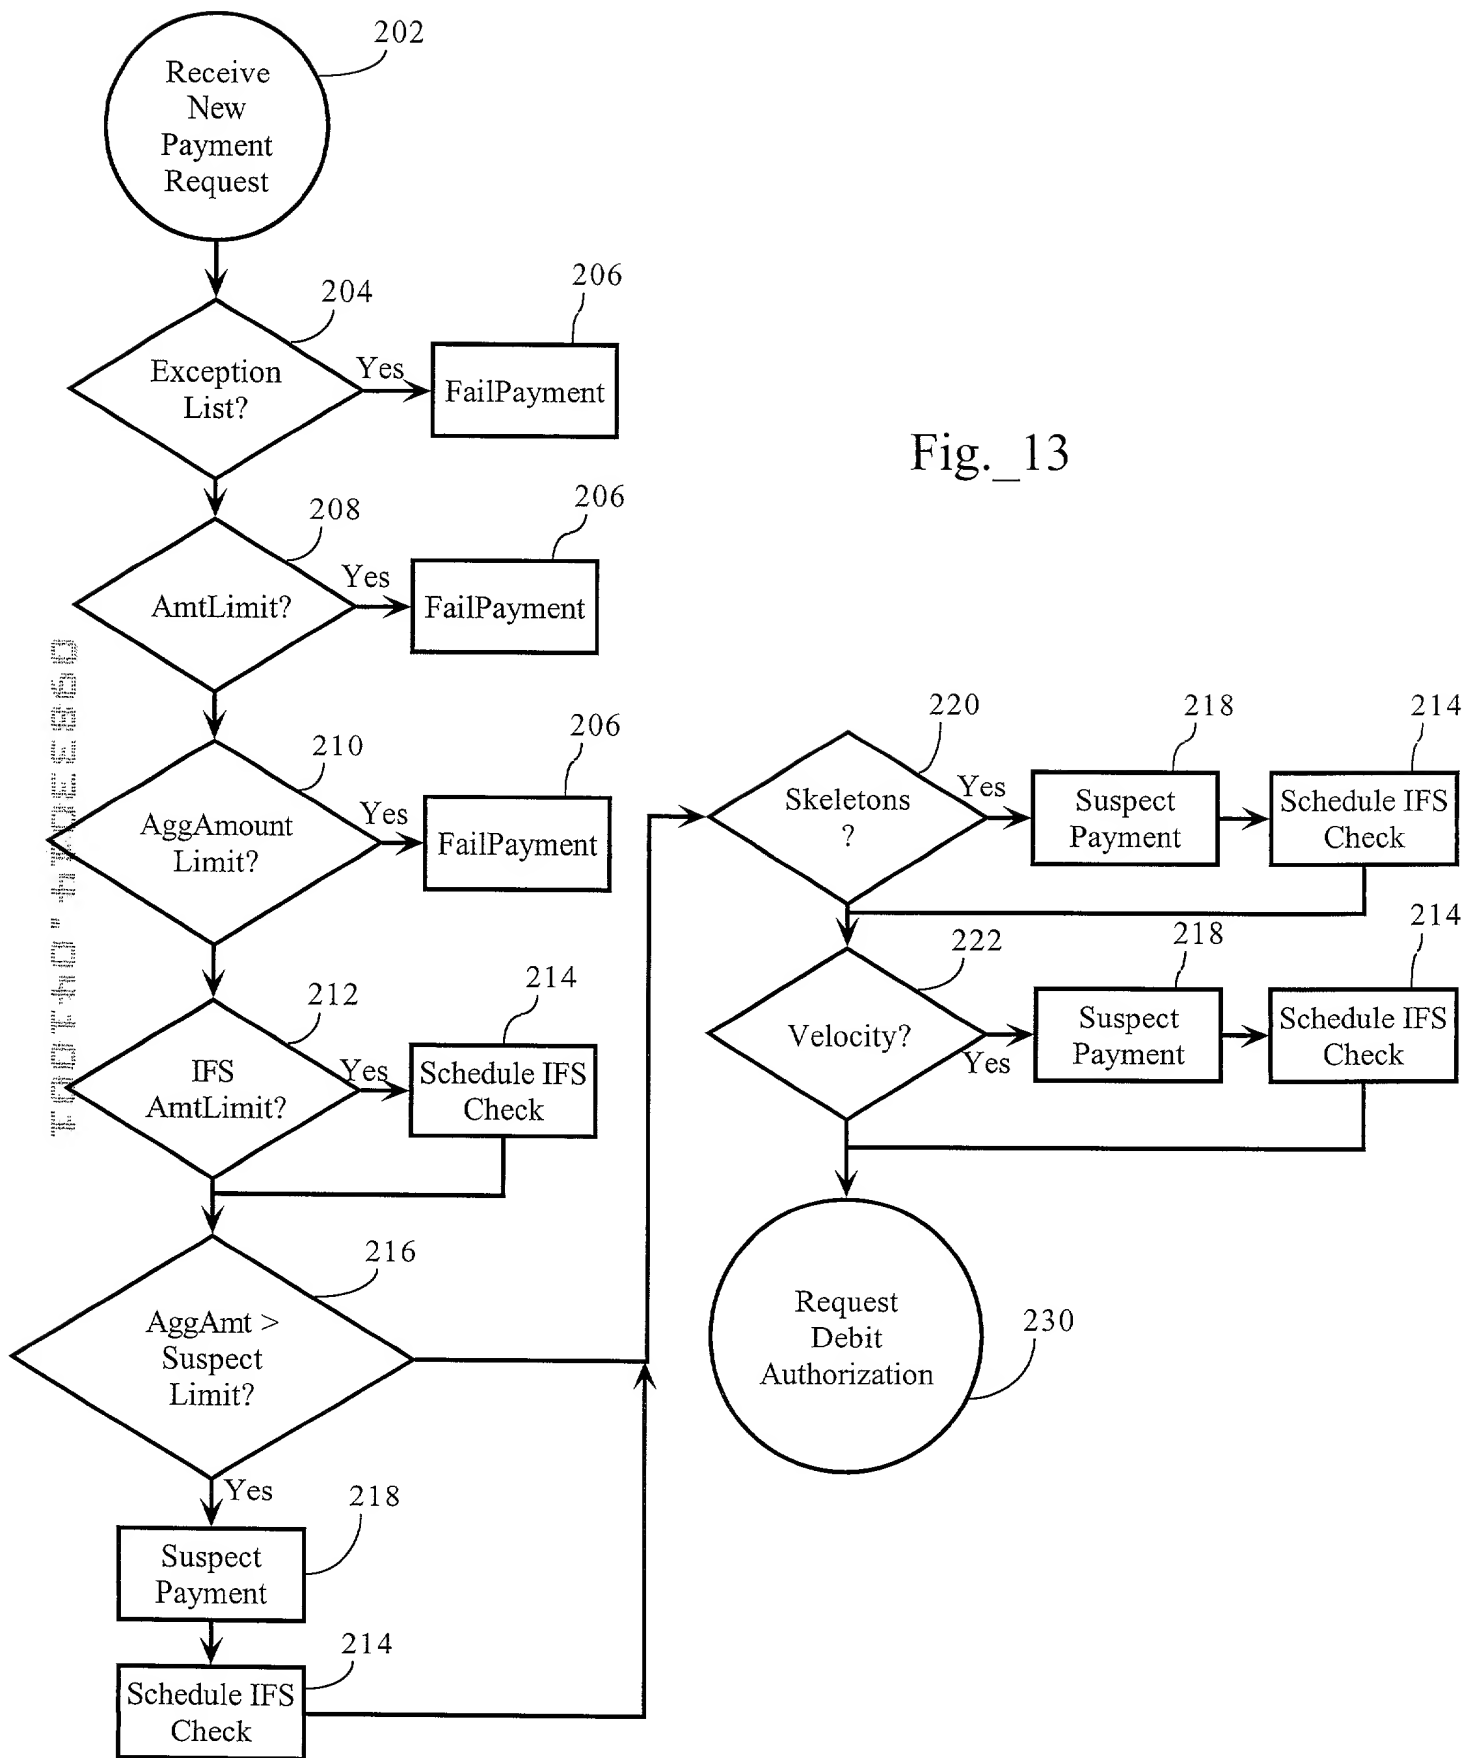 202
Receive
New
Payment
Request
204
Exception
List?
Yes
206
FailPayment
Fig._13
208
AmtLimit?
Yes
206
FailPayment
210
AggAmount
Limit?
Yes
206
FailPayment
212
IFS
AmtLimit?
Yes
214
Schedule IFS
Check
216
AggAmt >
Suspect
Limit?
Yes
218
Suspect
Payment
214
Schedule IFS
Check
220
Skeletons
?
Yes
218
Suspect
Payment
214
Schedule IFS
Check
222
Velocity?
Yes
218
Suspect
Payment
214
Schedule IFS
Check
230
Request
Debit
Authorization